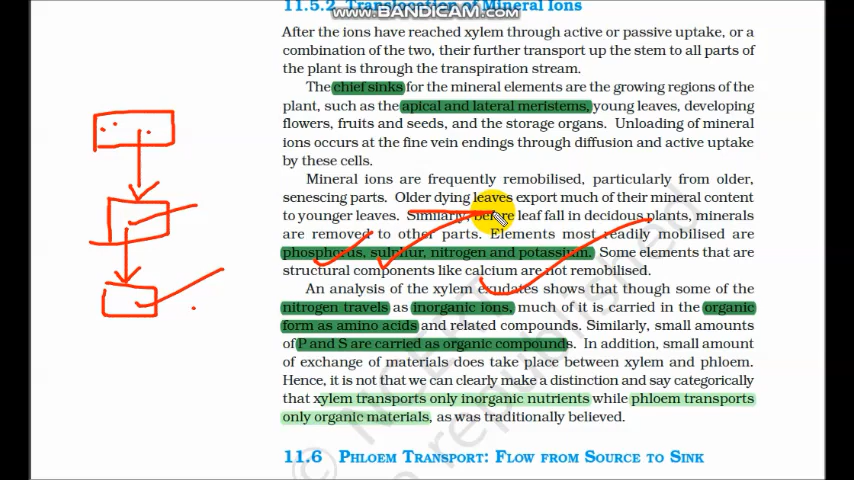 11.5.2 Translocation of Mineral Ions
www.BANDICAM.com
After the ions have reached xylem through active or passive uptake, or a
combination of the two, their further transport up the stem to all parts of
the plant is through the transpiration stream.
The chief sinks for the mineral elements are the growing regions of the
plant, such as the apical and lateral meristems, young leaves, developing
flowers, fruits and seeds, and the storage organs. Unloading of mineral
ions occurs at the fine vein endings through diffusion and active uptake
by these cells.
Mineral ions are frequently remobilised, particularly from older,
senescing parts. Older dying leaves export much of their mineral content
to younger leaves. Similarly, before leaf fall in decidous plants, minerals
are removed to other parts. Elements most readily mobilised are
phosphorus, sulphur, nitrogen and potassium. Some elements that are
structural components like calcium are not remobilised.
An analysis of the xylem exudates shows that though some of the
nitrogen travels as inorganic ions, much of it is carried in the organic
form as amino acids and related compounds. Similarly, small amounts
of P and S are carried as organic compounds. In addition, small amount
of exchange of materials does take place between xylem and phloem.
Hence, it is not that we can clearly make a distinction and say categorically
that xylem transports only inorganic nutrients while phloem transports
only organic materials, as was traditionally believed.
11.6 PHLOEM TRANSPORT: FLOW FROM SOURCE TO SINK